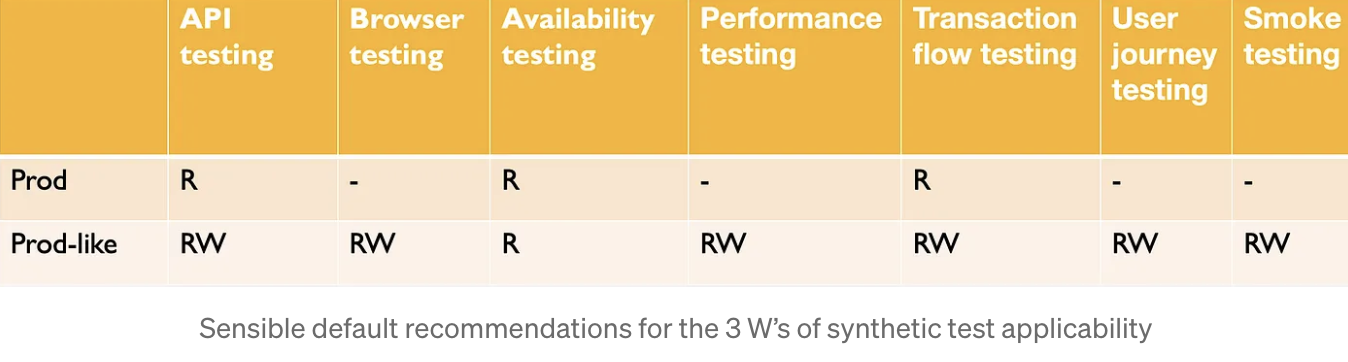 API Browser Availability Performance Transaction User Smoke
testing testing testing testing flow testing journey testing
testing
Prod R - R - R - -
Prod-like RW RW R RW RW RW RW
Sensible default recommendations for the 3 W's of synthetic test applicability